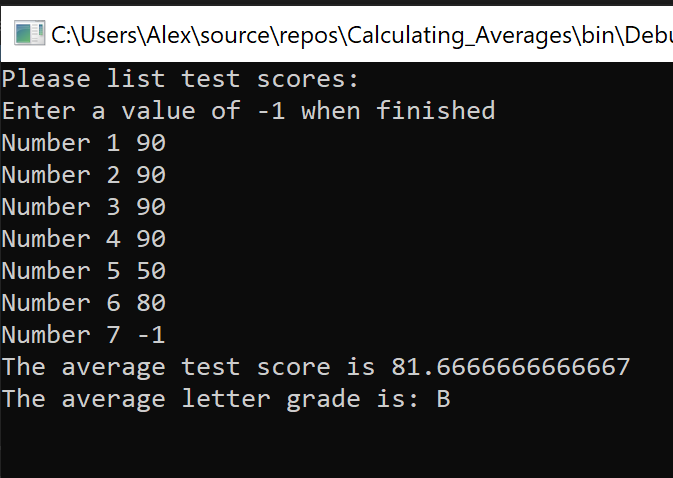 C:\Users\Alex\source\repos\Calculating_Averages\bin\Debu
Please list test scores:
Enter a value of -1 when finished
Number 1 90
Number 2 90
Number 3 90
Number 4 90
Number 5 50
Number 6 80
Number 7 -1
The average test score is 81.6666666666667
The average letter grade is: B